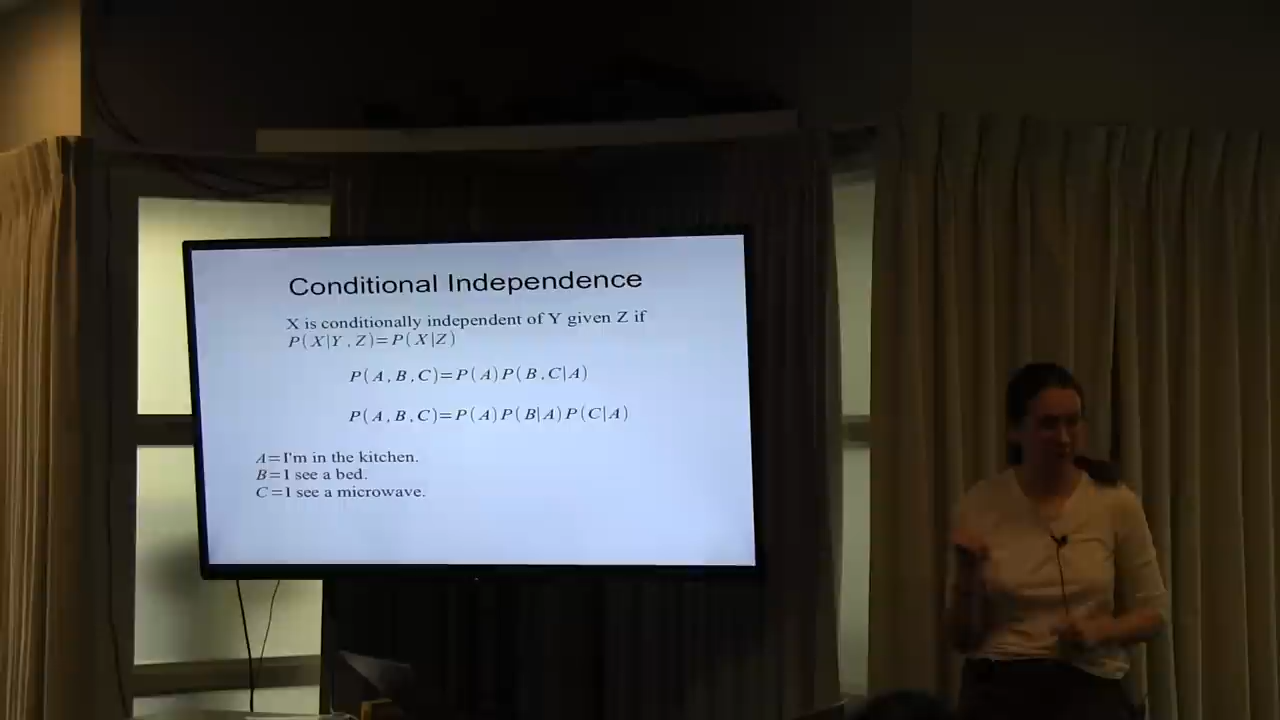 Conditional Independence
X is conditionally independent of Y given Z if
P(X|Y,Z)=P(X|Z)
P(A,B,C)=P(A)P(B,C|A)
P(A,B,C)=P(A)P(B|A)P(C|A)
A=I'm in the kitchen.
B=I see a bed.
C=I see a microwave.